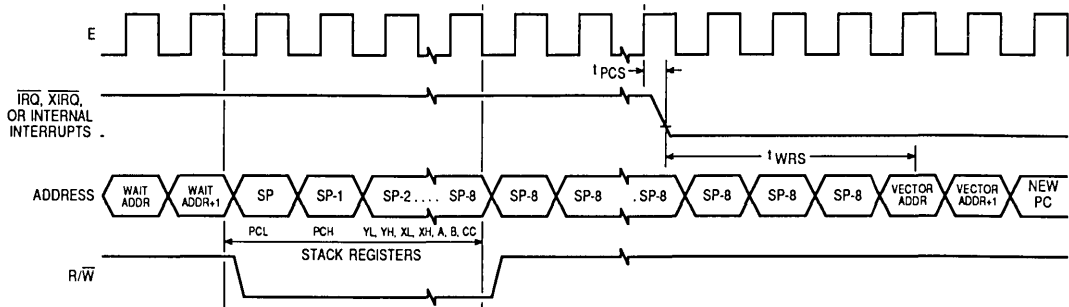 E
t PCS
IRQ, XIRQ,
OR INTERNAL
INTERRUPTS
t WRS
ADDRESS
WAIT ADDR
WAIT ADDR+1
SP
SP-1
SP-2 . . . . SP-8
SP-8
SP-8
. SP-8
SP-8
SP-8
SP-8
VECTOR ADDR
VECTOR ADDR+1
NEW PC
PCL
PCH
YL, YH, XL, XH, A, B, CC
STACK REGISTERS
R/W